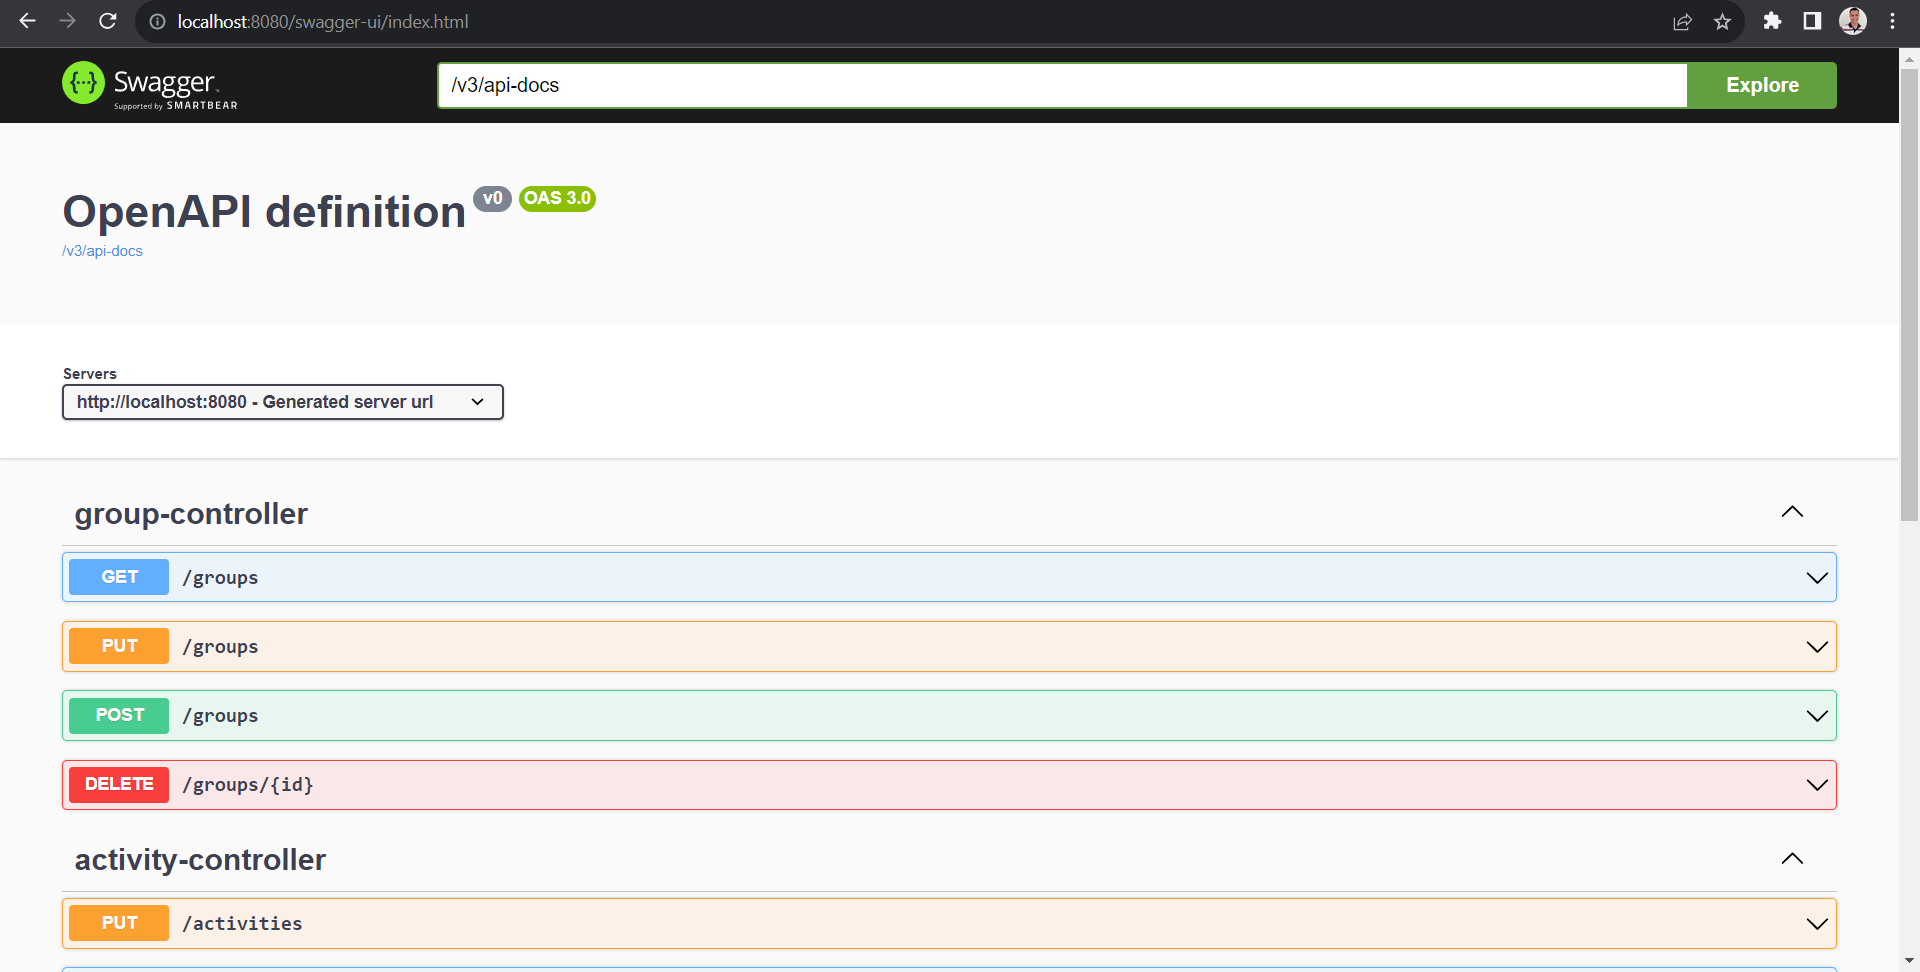 localhost:8080/swagger-ui/index.html
{···} Swagger.
Supported by SMARTBEAR
/v3/api-docs
Explore
OpenAPI definition v0 OAS 3.0
/v3/api-docs
Servers
http://localhost:8080 - Generated server url
group-controller
GET /groups
PUT /groups
POST /groups
DELETE /groups/{id}
activity-controller
PUT /activities